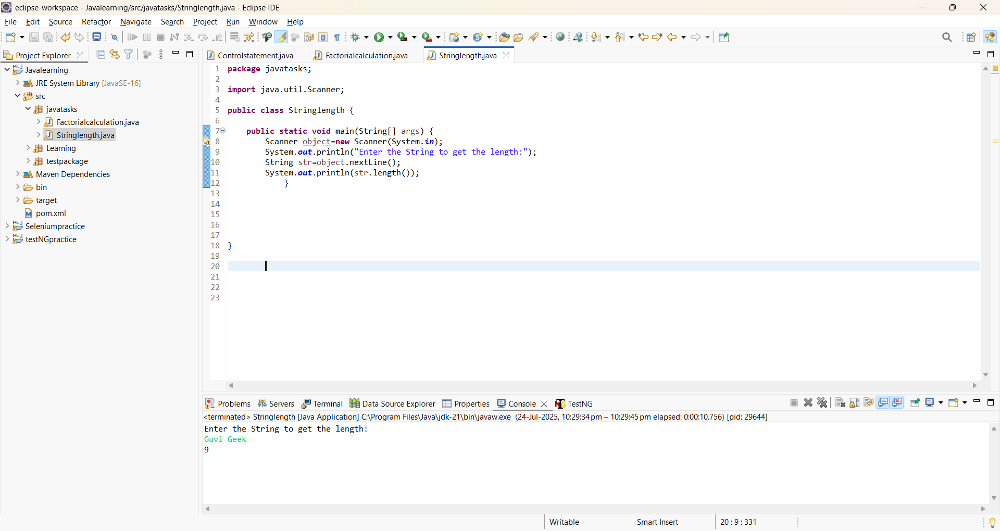 eclipse-workspace - Javalearning/src/javatasks/Stringlength.java - Eclipse IDE
File Edit Source Refactor Navigate Search Project Run Window Help
Project Explorer
Javalearning
JRE System Library [JavaSE-16]
src
javatasks
Factorialcalculation.java
Stringlength.java
Learning
testpackage
Maven Dependencies
bin
target
pom.xml
Seleniumpractice
testNGpractice
Controlstatement.java Factorialcalculation.java Stringlength.java
1 package javatasks;
2
3 import java.util.Scanner;
4
5 public class Stringlength {
6
7 public static void main(String[] args) {
8 Scanner object=new Scanner(System.in);
9 System.out.println("Enter the String to get the length:");
10 String str=object.nextLine();
11 System.out.println(str.length());
12 }
13
14
15
16
17
18 }
19
20
21
22
23
Problems Servers Terminal Data Source Explorer Properties Console TestNG
<terminated> Stringlength [Java Application] C:\Program Files\Java\jdk-21\bin\javaw.exe (24-Jul-2025, 10:29:34 pm – 10:29:45 pm elapsed: 0:00:10.756) [pid: 29644]
Enter the String to get the length:
Guvi Geek
9
Writable Smart Insert 20 : 9 : 331